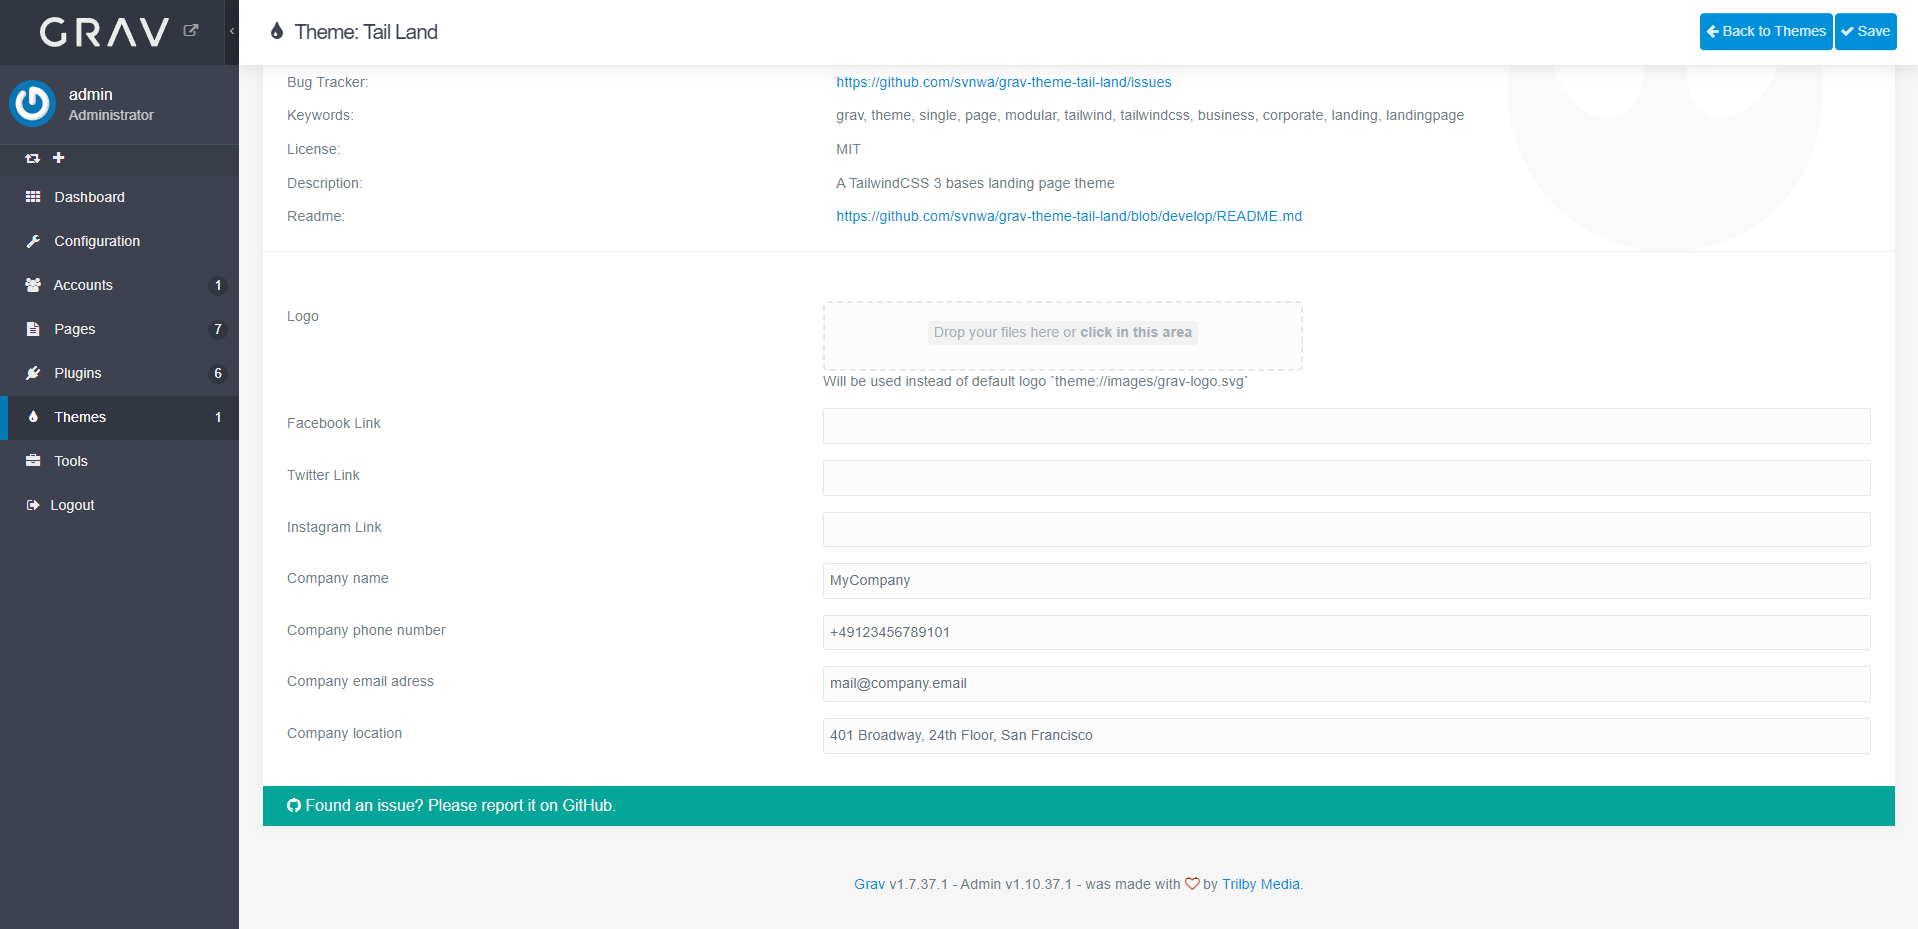 GRAV
Theme: Tail Land
Back to Themes
Save
admin
Administrator
Dashboard
Configuration
Accounts 1
Pages 7
Plugins 6
Themes 1
Tools
Logout
Bug Tracker: https://github.com/svnwa/grav-theme-tail-land/issues
Keywords: grav, theme, single, page, modular, tailwind, tailwindcss, business, corporate, landing, landingpage
License: MIT
Description: A TailwindCSS 3 bases landing page theme
Readme: https://github.com/svnwa/grav-theme-tail-land/blob/develop/README.md
Logo
Drop your files here or click in this area
Will be used instead of default logo `theme://images/grav-logo.svg`
Facebook Link
Twitter Link
Instagram Link
Company name MyCompany
Company phone number +49123456789101
Company email adress mail@company.email
Company location 401 Broadway, 24th Floor, San Francisco
Found an issue? Please report it on GitHub.
Grav v1.7.37.1 - Admin v1.10.37.1 - was made with ♡ by Trilby Media.